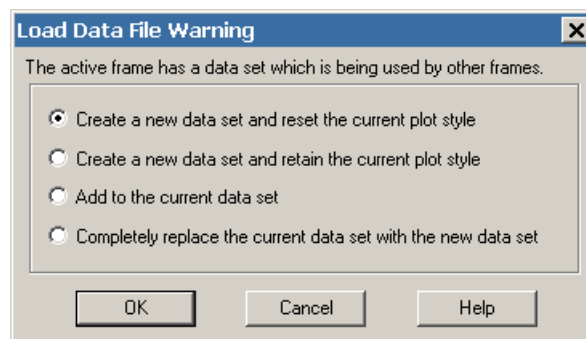 Load Data File Warning
The active frame has a data set which is being used by other frames.
Create a new data set and reset the current plot style
Create a new data set and retain the current plot style
Add to the current data set
Completely replace the current data set with the new data set
OK Cancel Help